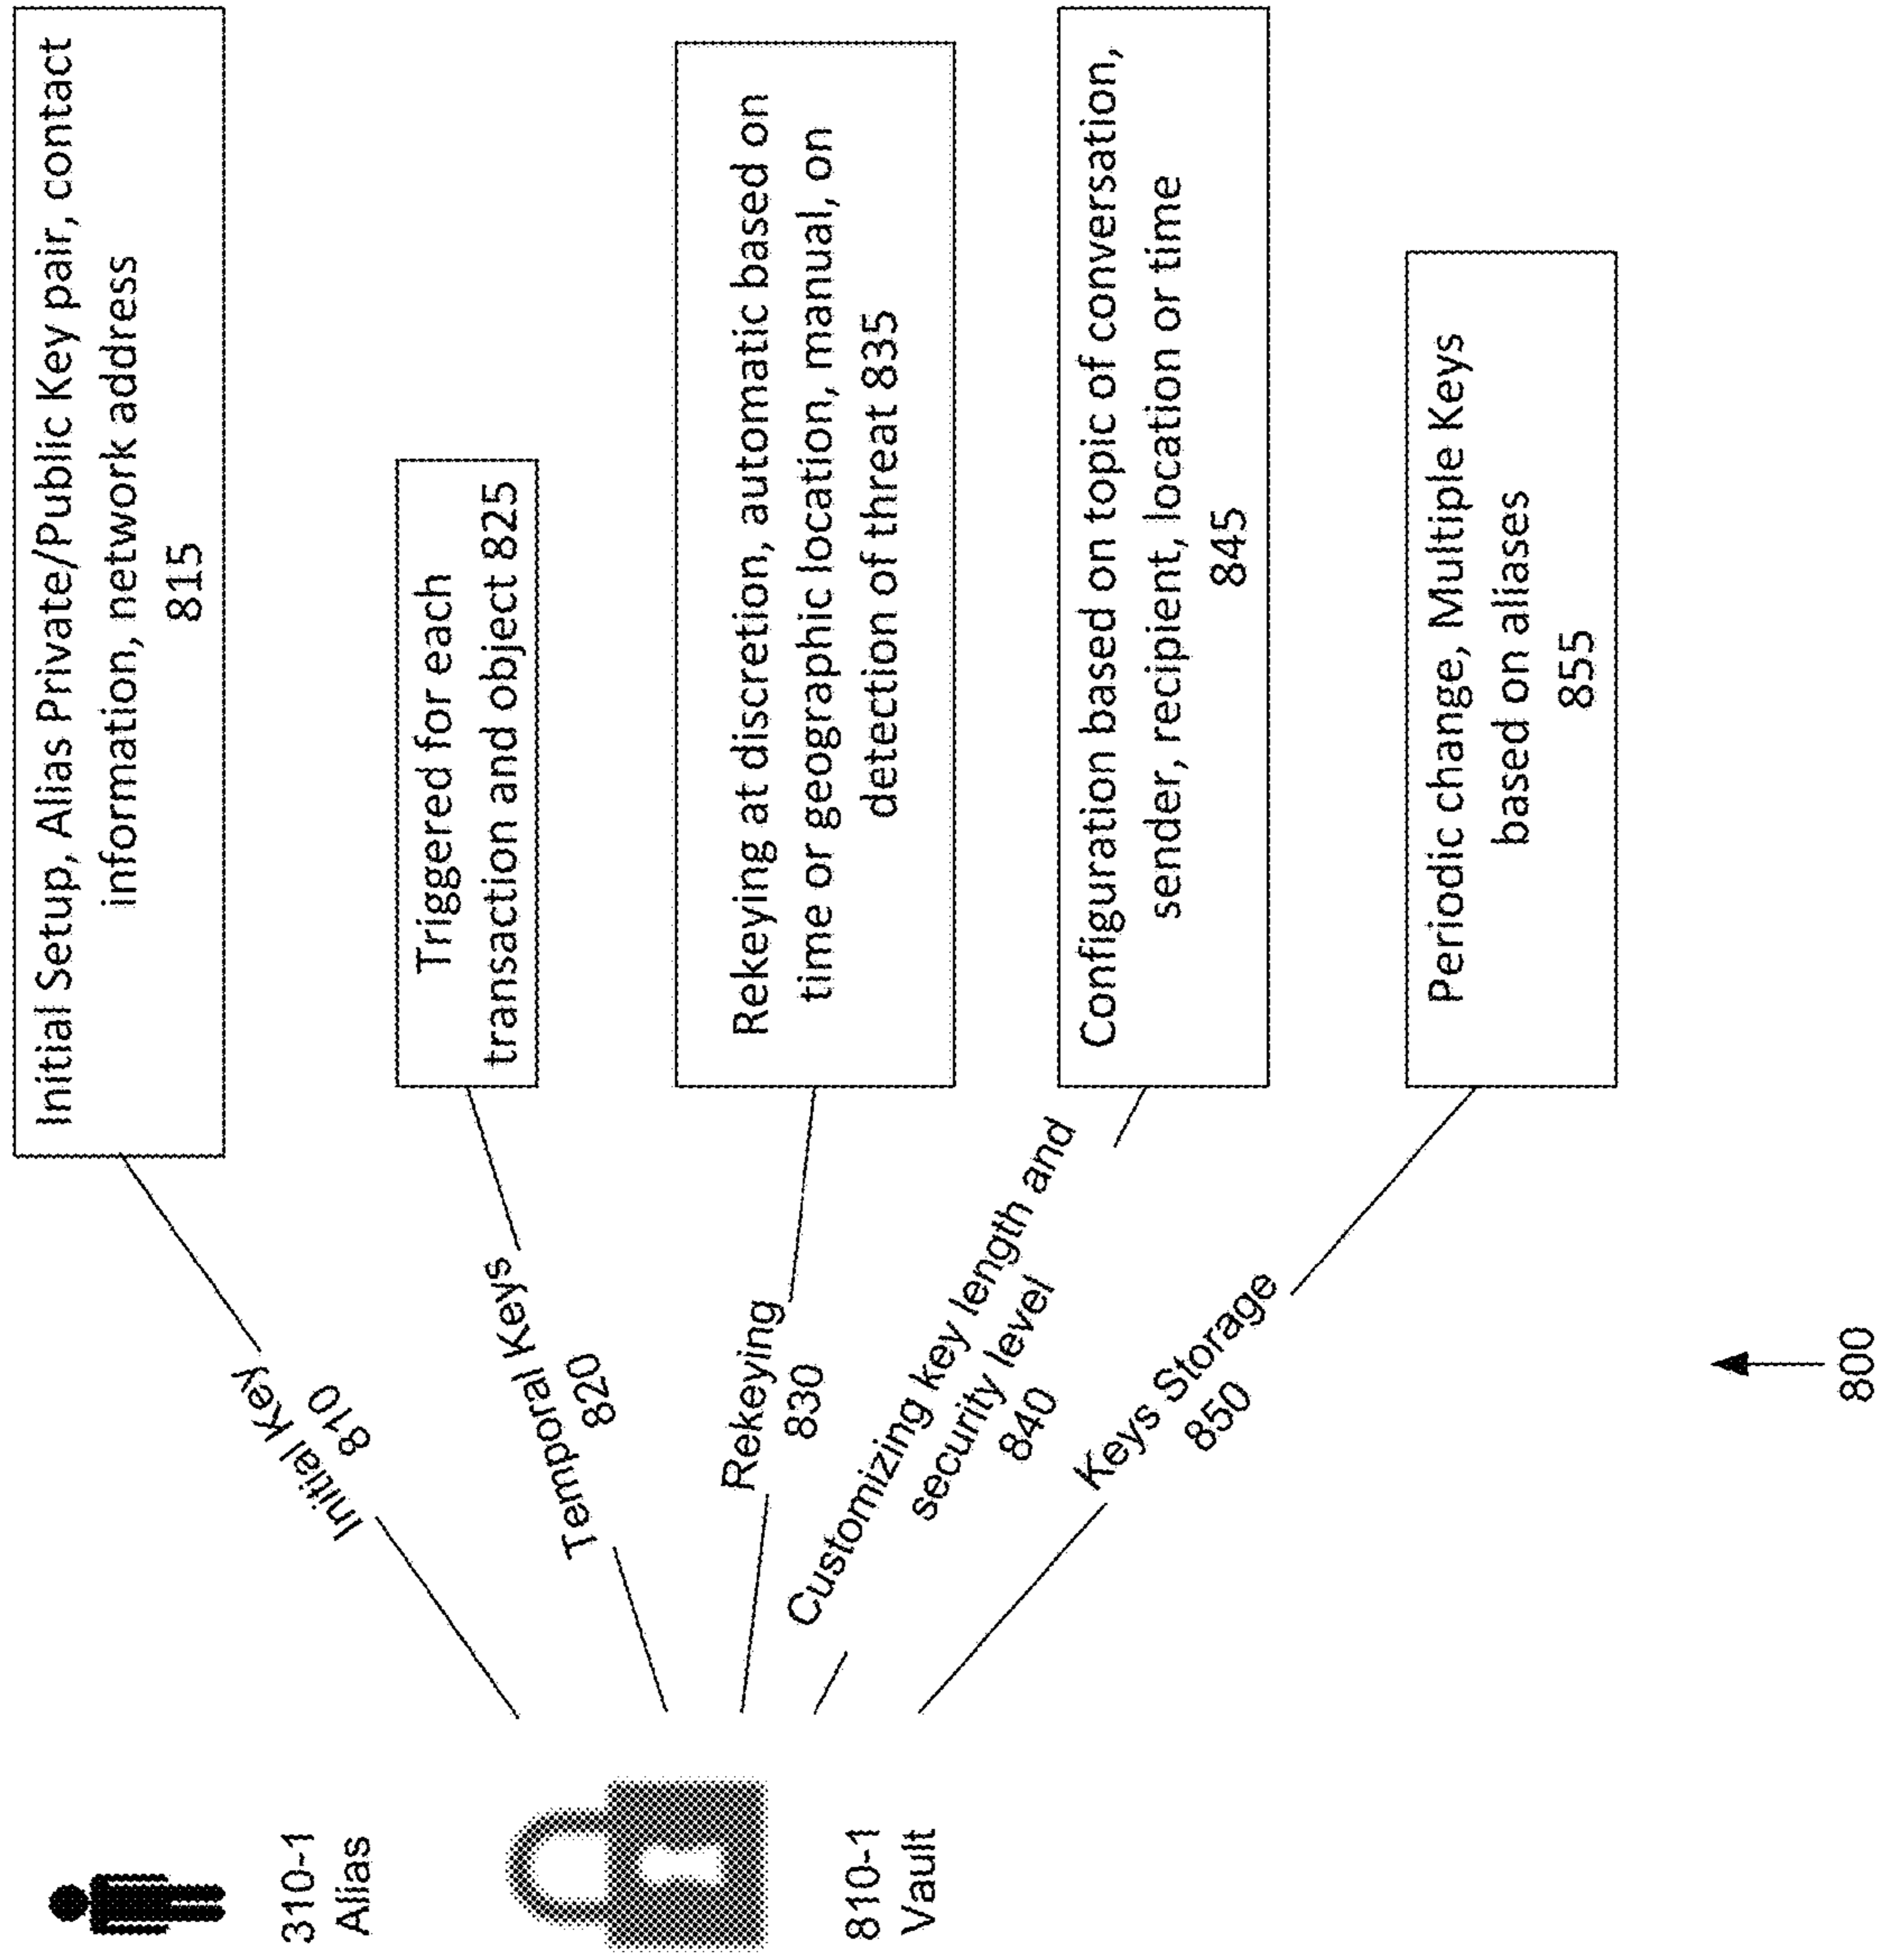 310-1
Alias
810-1
Vault
Initial Key
810
Initial Setup, Alias Private/Public Key pair, contact
information, network address
815
Temporal Keys
820
Triggered for each
transaction and object 825
Rekeying
830
Rekeying at discretion, automatic based on
time or geographic location, manual, on
detection of threat 835
Customizing key length and
security level
840
Configuration based on topic of conversation,
sender, recipient, location or time
845
Keys Storage
850
Periodic change, Multiple Keys
based on aliases
855
800